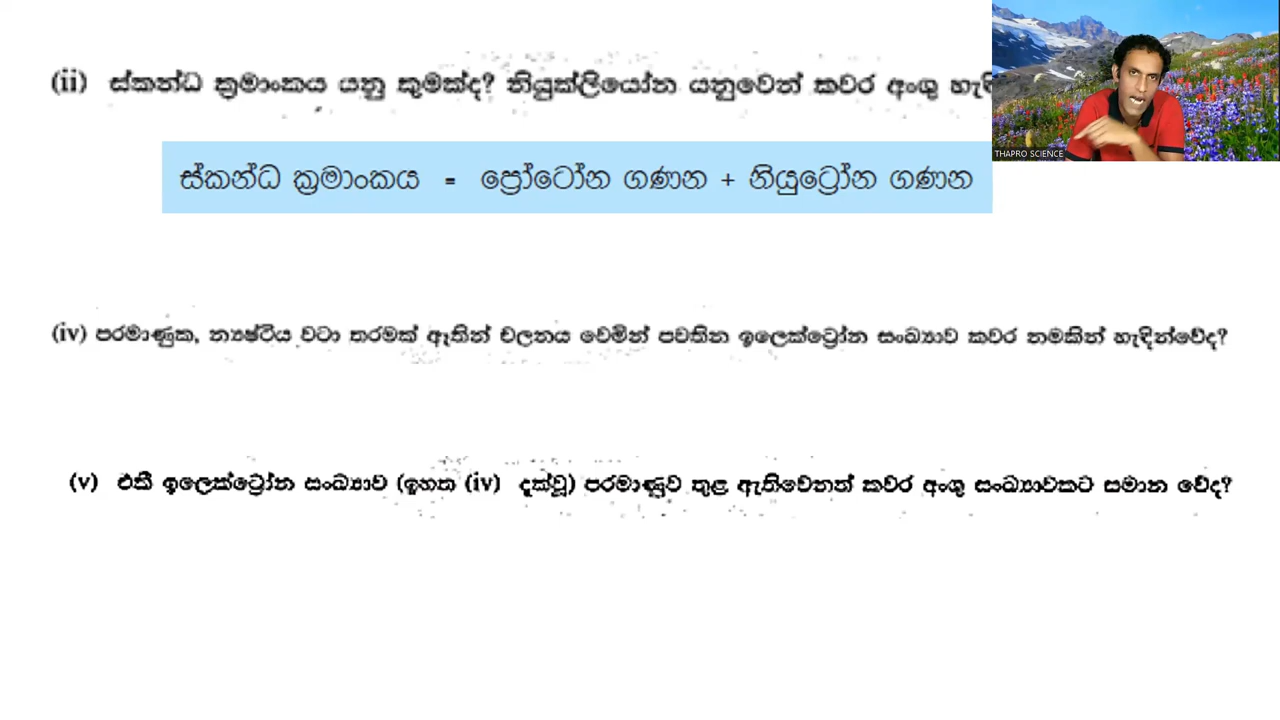 (ii) ස්කන්ධ ක්‍රමාංකය යනු කුමක්ද? නියුක්ලියෝන යනුවෙන් කවර අංශු
THAPRO SCIENCE
ස්කන්ධ ක්‍රමාංකය = ප්‍රෝටෝන ගණන + නියුට්‍රෝන ගණන
(iv) පරමාණුක, න්‍යෂ්ටිය වටා තරමක් ඈතින් චලනය වෙමින් පවතින ඉලෙක්ට්‍රෝන සංඛ්‍යාව කවර නමකින් හැඳින්වේද?
(v) එකී ඉලෙක්ට්‍රෝන සංඛ්‍යාව (ඉහත (iv) දැක්වූ) පරමාණුව තුළ ඇතිවෙනත් කවර අංශු සංඛ්‍යාවකට සමාන වේද?